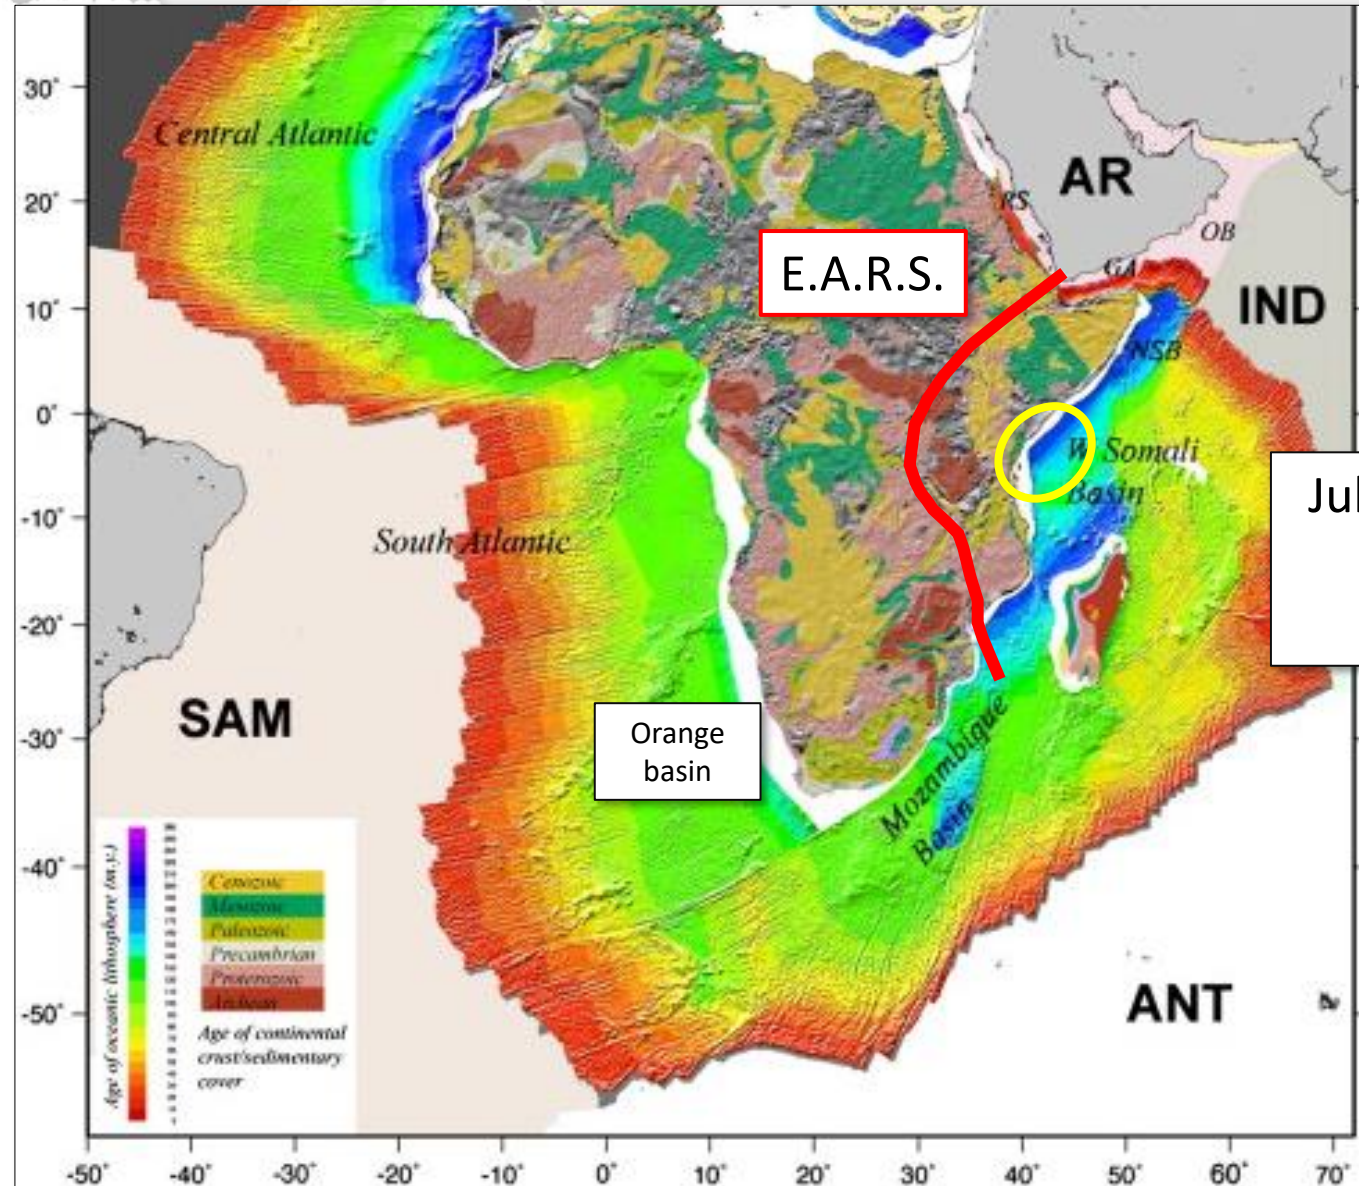 30°
20°
10°
0°
-10°
-20°
-30°
-40°
-50°
Central Atlantic
AR
RS
OB
GA
E.A.R.S.
IND
NSB
W. Somali
Basin
South Atlantic
SAM
Orange
basin
Mozambique
Basin
ANT
Age of oceanic lithosphere (m.y.)
Cenozoic
Mesozoic
Paleozoic
Precambrian
Proterozoic
Archean
Age of continental
crust/sedimentary
cover
-50° -40° -30° -20° -10° 0° 10° 20° 30° 40° 50° 60° 70°